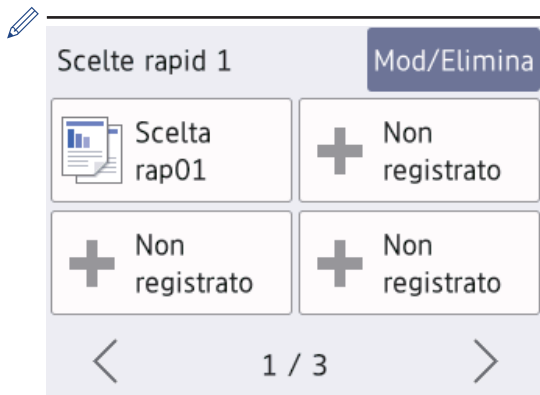 Scelte rapid 1
Mod/Elimina
Scelta
rap01
Non
registrato
Non
registrato
Non
registrato
1 / 3